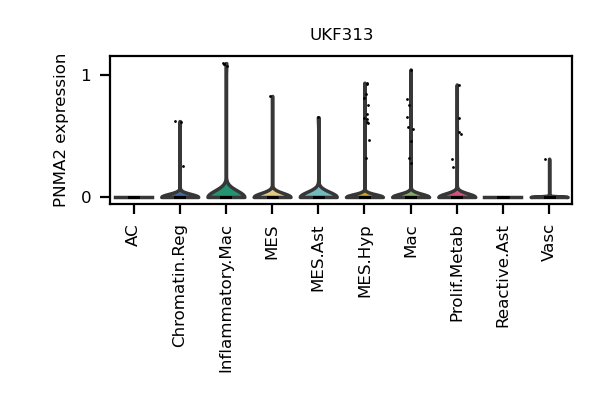 UKF313
PNMA2 expression
1
0
AC
Chromatin.Reg
Inflammatory.Mac
MES
MES.Ast
MES.Hyp
Mac
Prolif.Metab
Reactive.Ast
Vasc